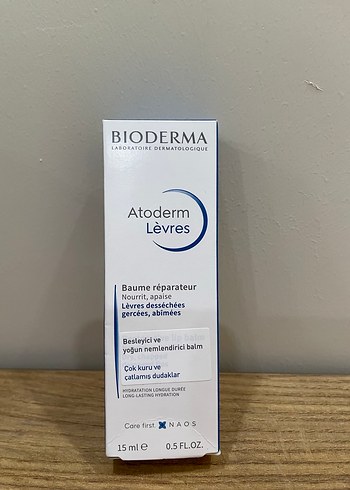 BIODERMA
LABORATOIRE DERMATOLOGIQUE
Atoderm
Lèvres
Baume réparateur
Nourrit, apaise
Lèvres desséchées
gercées, abîmées
Besleyici ve
yoğun nemlendirici balm
Çok kuru ve
çatlamış dudaklar
HYDRATATION LONGUE DURÉE
LONG-LASTING HYDRATION
Care first. NAOS
15 ml e 0.5 FL.OZ.